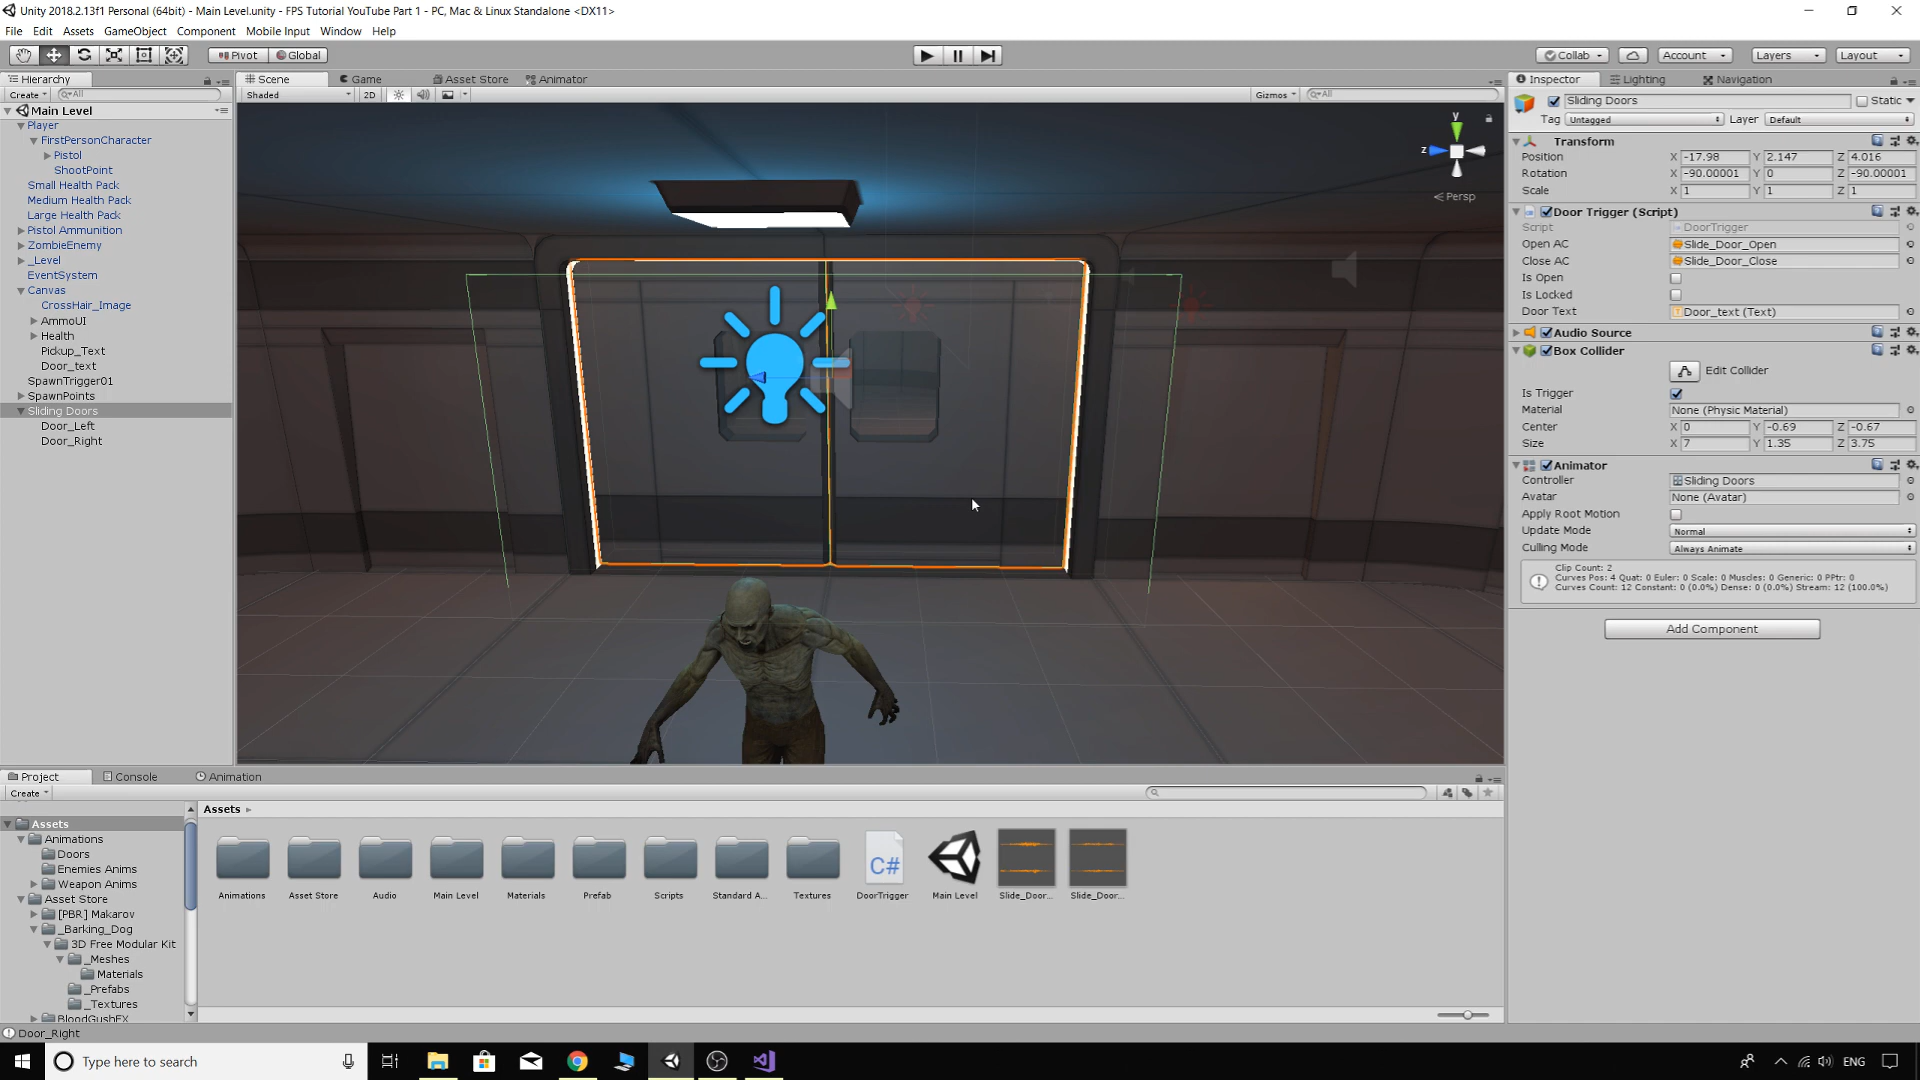 Unity 2018.2.13f1 Personal (64bit) - Main Level.unity - FPS Tutorial YouTube Part 1 - PC, Mac & Linux Standalone <DX11>
File Edit Assets GameObject Component Mobile Input Window Help
Pivot Global Collab Account Layers Layout
Hierarchy
Create All
Main Level
Player
FirstPersonCharacter
Pistol
ShootPoint
Small Health Pack
Medium Health Pack
Large Health Pack
Pistol Ammunition
ZombieEnemy
_Level
EventSystem
Canvas
CrossHair_Image
AmmoUI
Health
Pickup_Text
Door_text
SpawnTrigger01
SpawnPoints
Sliding Doors
Door_Left
Door_Right
Scene Game Asset Store Animator
Shaded 2D Gizmos All
y
z
Persp
Inspector Lighting Navigation
Sliding Doors Static
Tag Untagged Layer Default
Transform
Position X -17.98 Y 2.147 Z 4.016
Rotation X -90.00001 Y 0 Z -90.00001
Scale X 1 Y 1 Z 1
Door Trigger (Script)
Script DoorTrigger
Open AC Slide_Door_Open
Close AC Slide_Door_Close
Is Open
Is Locked
Door Text Door_text (Text)
Audio Source
Box Collider
Edit Collider
Is Trigger
Material None (Physic Material)
Center X 0 Y -0.69 Z -0.67
Size X 7 Y 1.35 Z 3.75
Animator
Controller Sliding Doors
Avatar None (Avatar)
Apply Root Motion
Update Mode Normal
Culling Mode Always Animate
Clip Count: 2
Curves Pos: 4 Quat: 0 Euler: 0 Scale: 0 Muscles: 0 Generic: 0 PPtr: 0
Curves Count: 12 Constant: 0 (0.0%) Dense: 0 (0.0%) Stream: 12 (100.0%)
Add Component
Project Console Animation
Create
Assets
Animations
Doors
Enemies Anims
Weapon Anims
Asset Store
[PBR] Makarov
_Barking_Dog
3D Free Modular Kit
_Meshes
Materials
_Prefabs
_Textures
BloodGushFX
Assets
Animations Asset Store Audio Main Level Materials Prefab Scripts Standard A... Textures DoorTrigger Main Level Slide_Door... Slide_Door...
C#
Door_Right
Type here to search
ENG